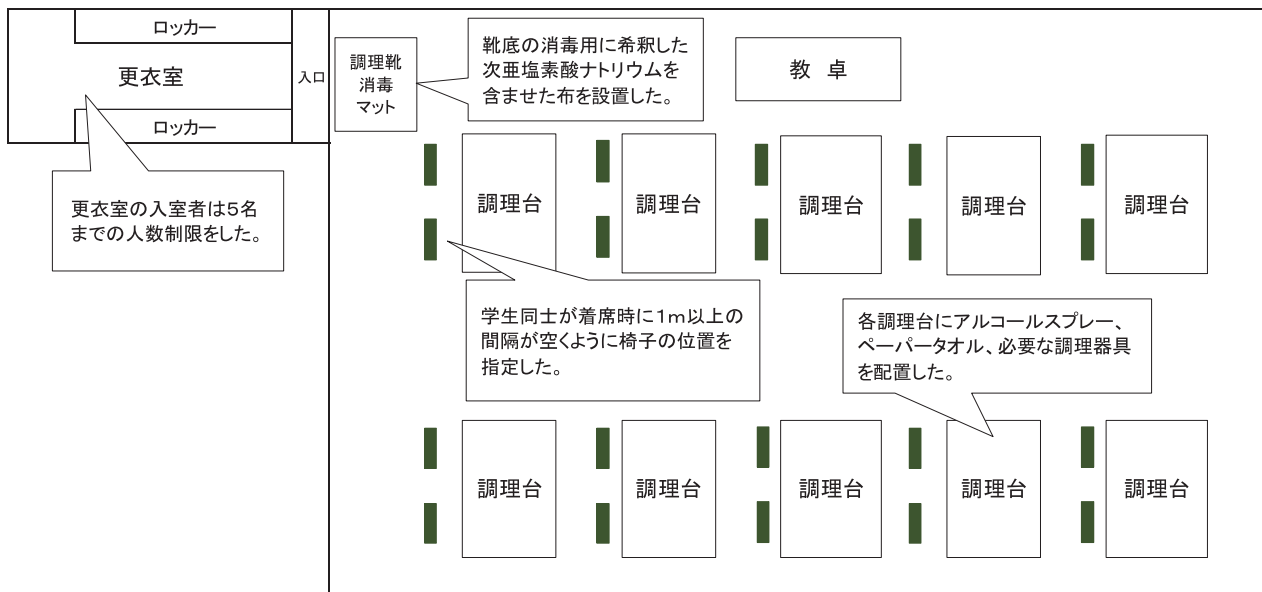 ロッカー
更衣室
ロッカー
入口
調理靴
消毒
マット
靴底の消毒用に希釈した
次亜塩素酸ナトリウムを
含ませた布を設置した。
教 卓
更衣室の入室者は5名
までの人数制限をした。
調理台
調理台
調理台
調理台
調理台
学生同士が着席時に1m以上の
間隔が空くように椅子の位置を
指定した。
各調理台にアルコールスプレー、
ペーパータオル、必要な調理器具
を配置した。
調理台
調理台
調理台
調理台
調理台